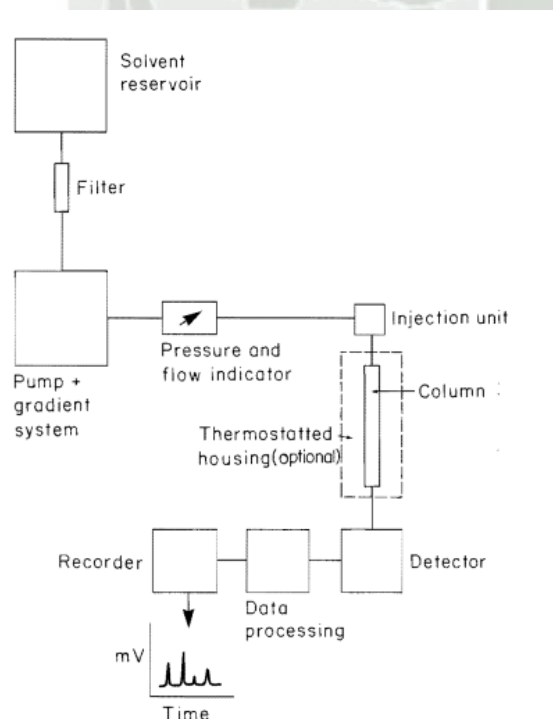 Solvent
reservoir
Filter
Pump +
gradient
system
Pressure and
flow indicator
Injection unit
Column
Thermostatted
housing(optional)
Recorder
Data
processing
Detector
mV
Time